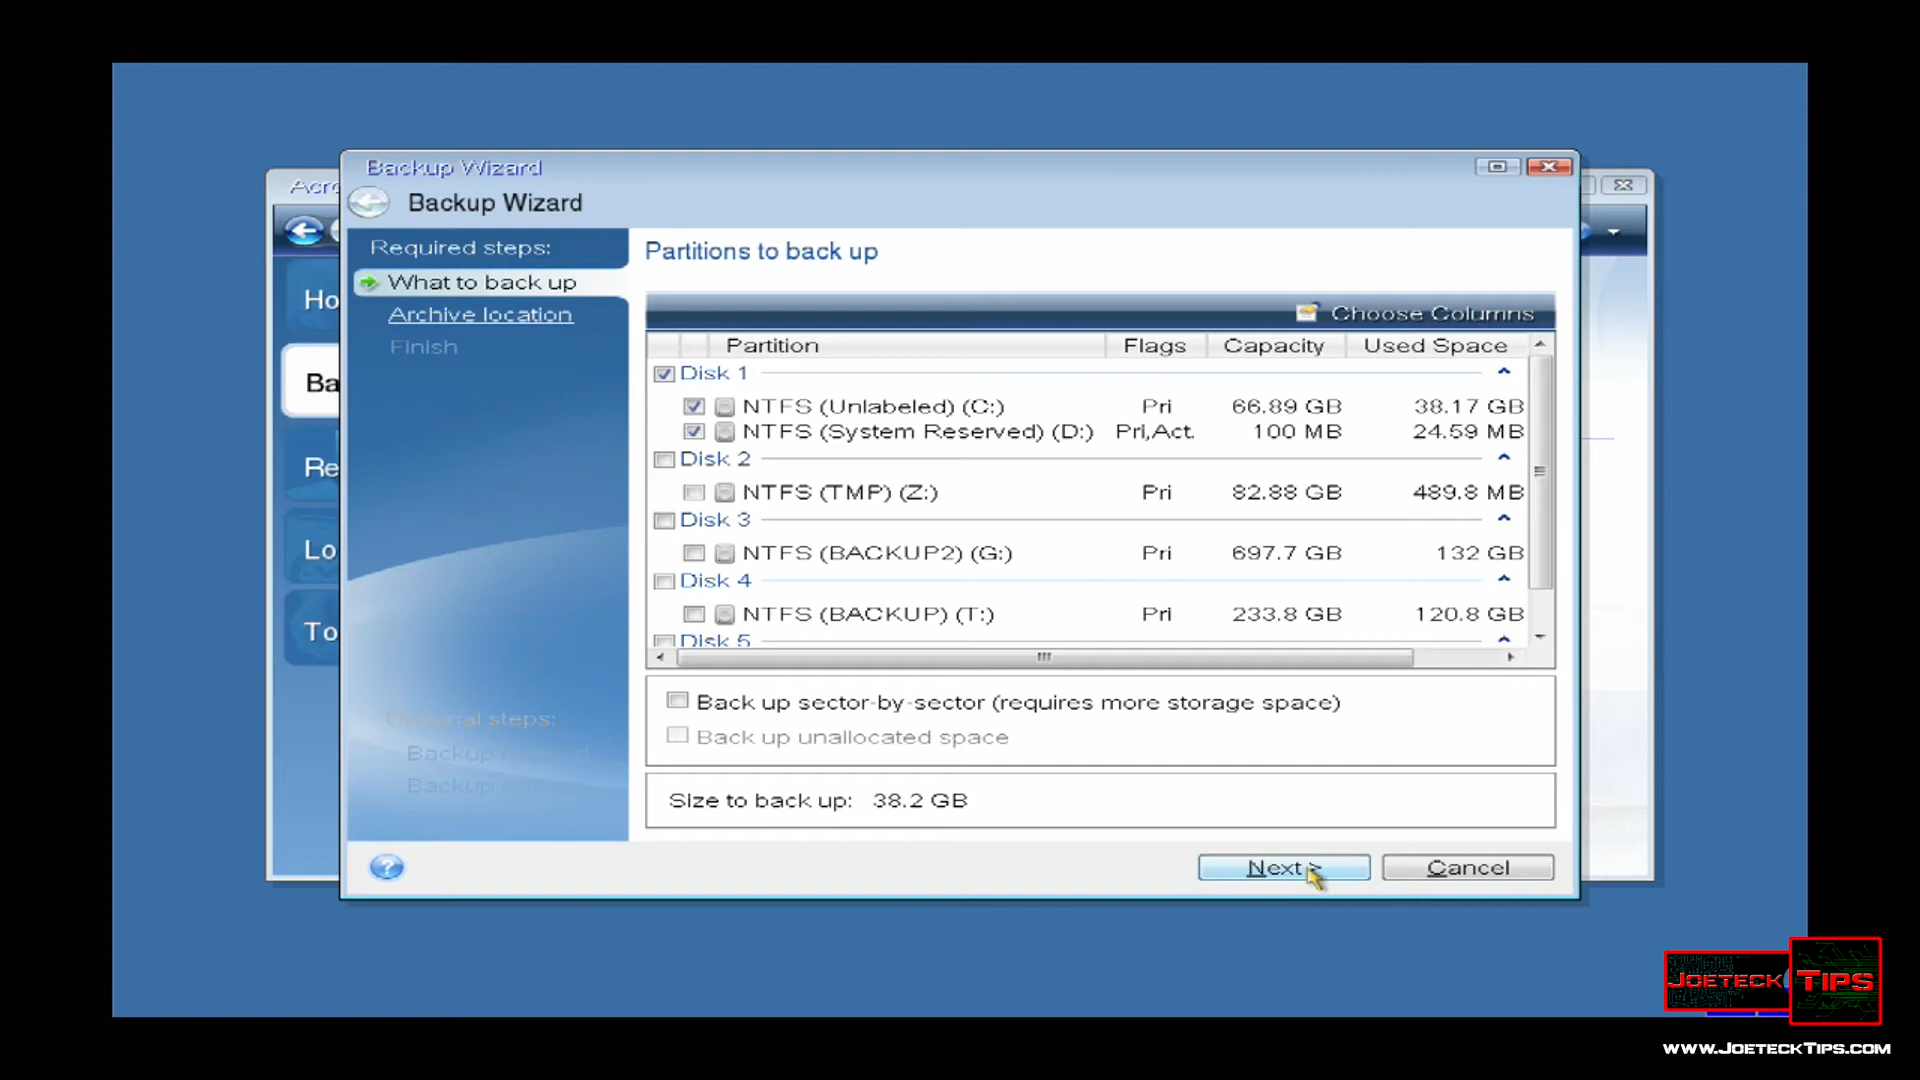 Backup Wizard
Backup Wizard
Required steps:
What to back up
Archive location
Finish
Optional steps:
Backup
Backup
Partitions to back up
Choose Columns
Partition Flags Capacity Used Space
Disk 1
NTFS (Unlabeled) (C:) Pri 66.89 GB 38.17 GB
NTFS (System Reserved) (D:) Pri,Act. 100 MB 24.59 MB
Disk 2
NTFS (TMP) (Z:) Pri 82.88 GB 489.8 MB
Disk 3
NTFS (BACKUP2) (G:) Pri 697.7 GB 132 GB
Disk 4
NTFS (BACKUP) (T:) Pri 233.8 GB 120.8 GB
Disk 5
Back up sector-by-sector (requires more storage space)
Back up unallocated space
Size to back up: 38.2 GB
Next >
Cancel
Acro
Ho
Ba
Re
Lo
To
JOETECK TIPS
WWW.JOETECKTIPS.COM